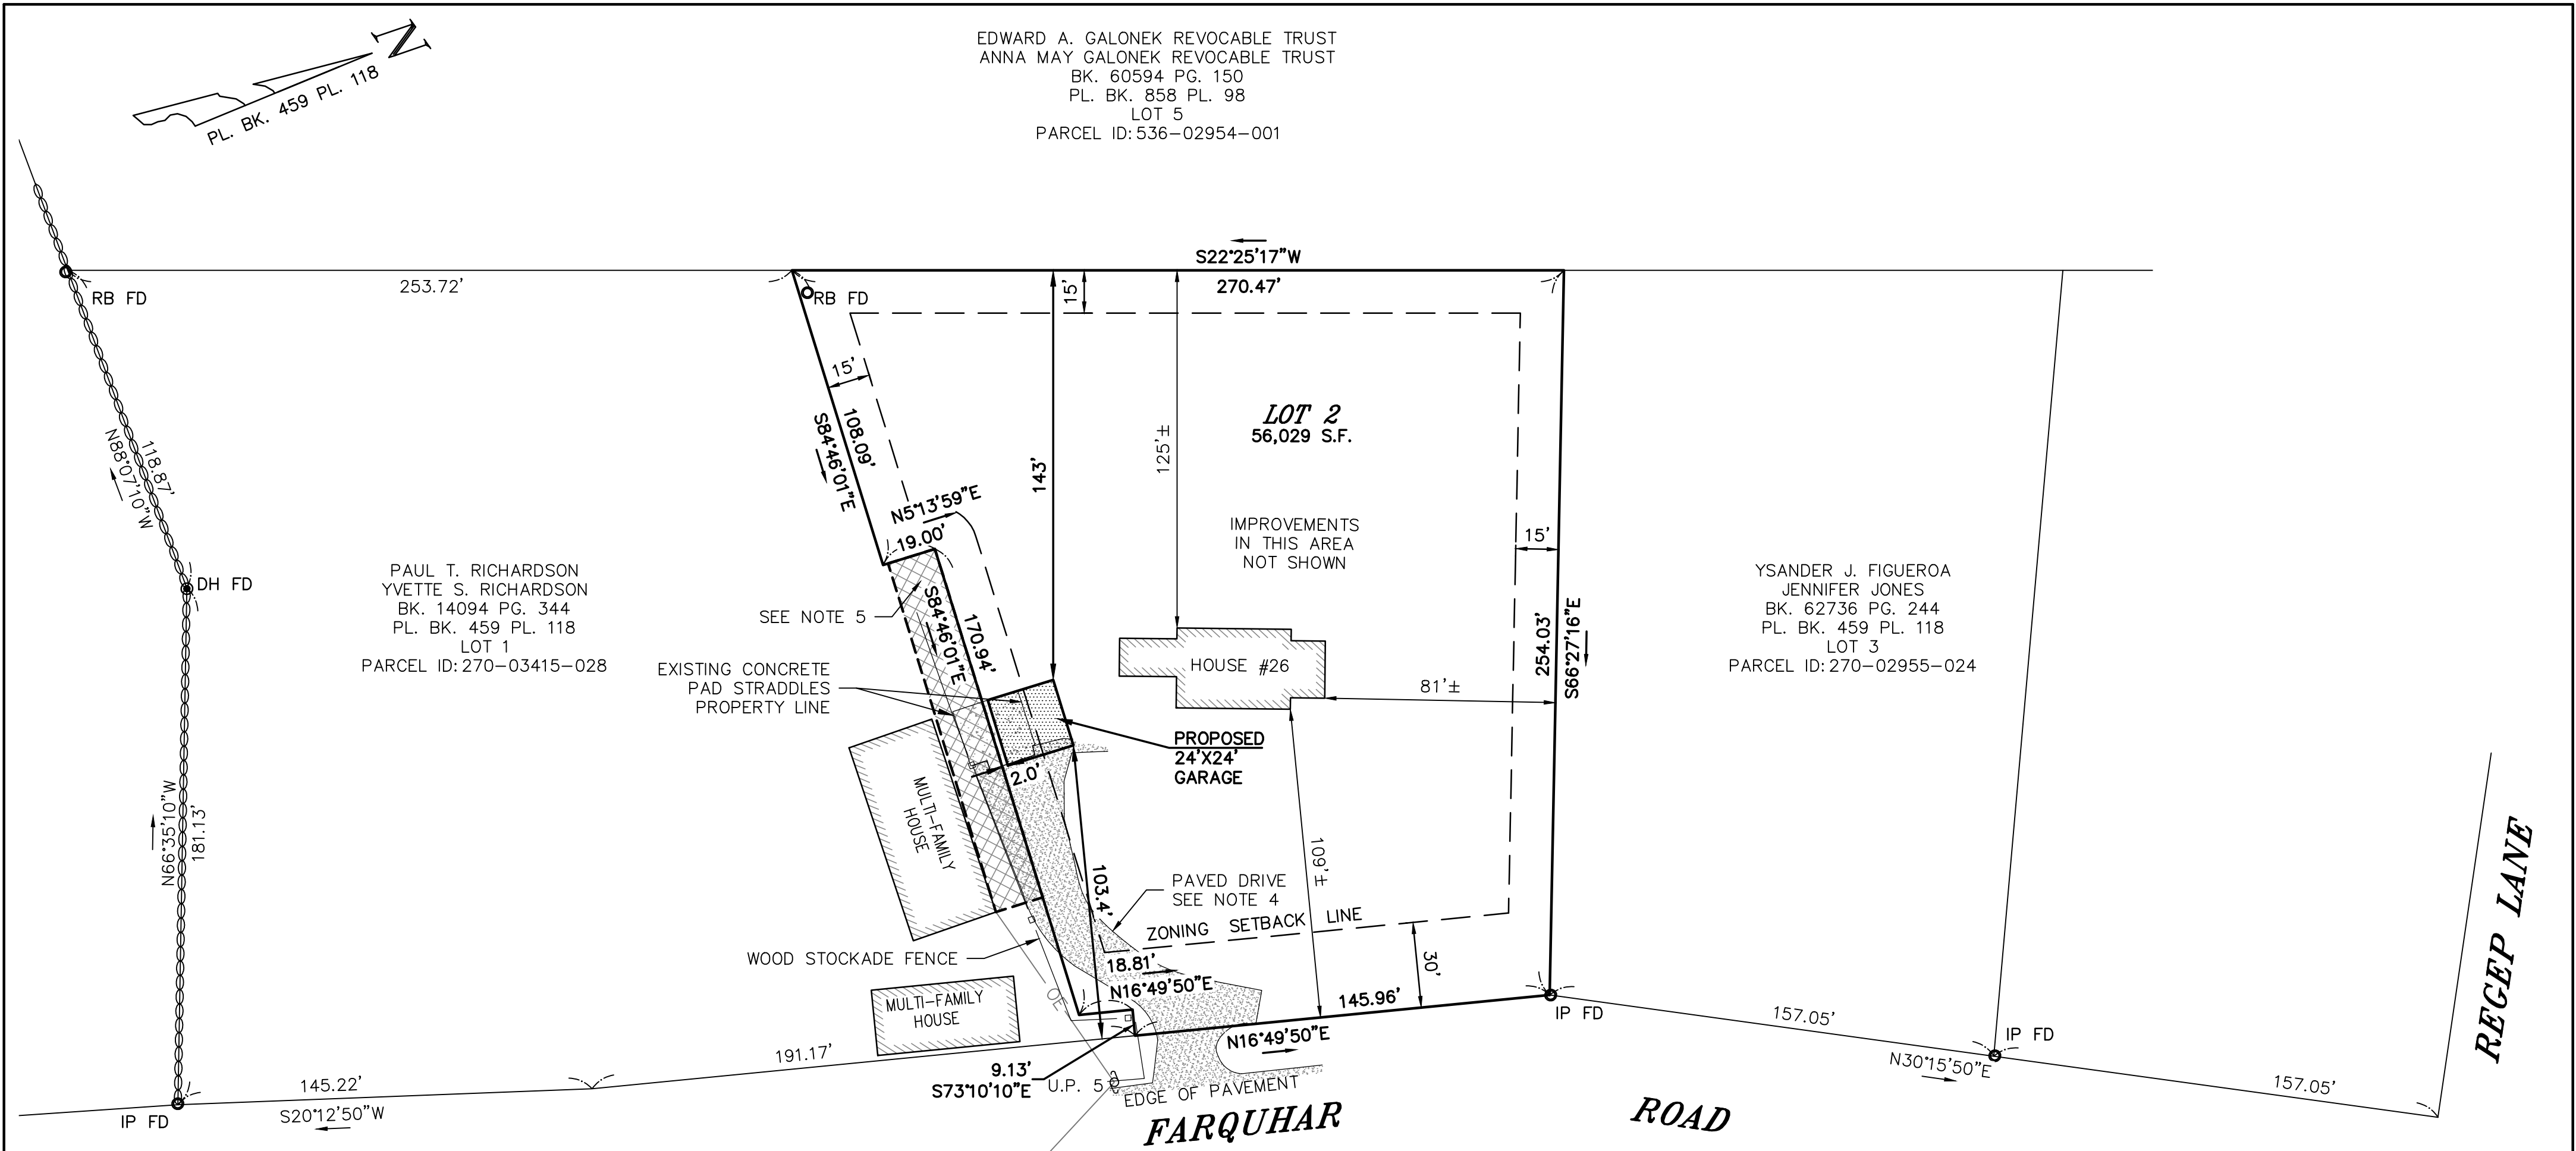 N
PL. BK. 459 PL. 118
EDWARD A. GALONEK REVOCABLE TRUST
ANNA MAY GALONEK REVOCABLE TRUST
BK. 60594 PG. 150
PL. BK. 858 PL. 98
LOT 5
PARCEL ID: 536-02954-001
S22°25'17"W
270.47'
253.72'
RB FD
RB FD
15'
15'
125'±
143'
LOT 2
56,029 S.F.
108.09'
S84°46'01"E
N5°13'59"E
19.00'
118.87'
N88°07'10"W
DH FD
IMPROVEMENTS
IN THIS AREA
NOT SHOWN
15'
PAUL T. RICHARDSON
YVETTE S. RICHARDSON
BK. 14094 PG. 344
PL. BK. 459 PL. 118
LOT 1
PARCEL ID: 270-03415-028
SEE NOTE 5
170.94'
S84°46'01"E
254.03'
S66°27'16"E
YSANDER J. FIGUEROA
JENNIFER JONES
BK. 62736 PG. 244
PL. BK. 459 PL. 118
LOT 3
PARCEL ID: 270-02955-024
EXISTING CONCRETE
PAD STRADDLES
PROPERTY LINE
HOUSE #26
81'±
PROPOSED
24'X24'
GARAGE
2.0'
MULTI-FAMILY
HOUSE
N66°35'10"W
181.13'
103.4'
109'±
PAVED DRIVE
SEE NOTE 4
ZONING SETBACK LINE
30'
WOOD STOCKADE FENCE
18.81'
N16°49'50"E
OE
MULTI-FAMILY
HOUSE
145.96'
N16°49'50"E
IP FD
157.05'
IP FD
N30°15'50"E
157.05'
REGEP LANE
191.17'
9.13'
S73°10'10"E
U.P. 5
EDGE OF PAVEMENT
145.22'
S20°12'50"W
IP FD
FARQUHAR ROAD